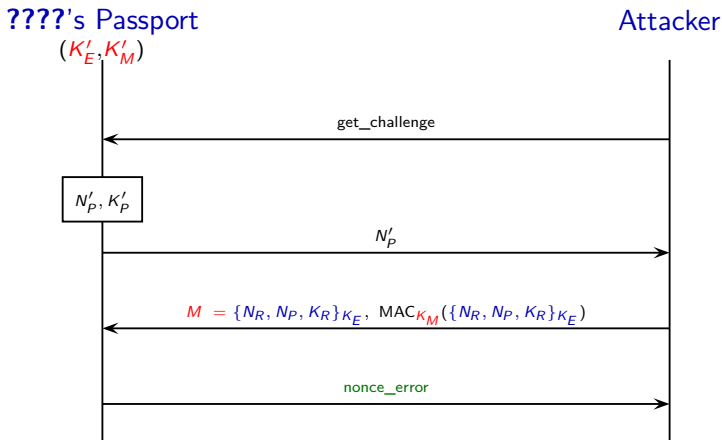 ????'s Passport
Attacker
(K′_E, K′_M)
get_challenge
N′_P, K′_P
N′_P
M = {N_R, N_P, K_R}_{K_E}, MAC_{K_M}({N_R, N_P, K_R}_{K_E})
nonce_error